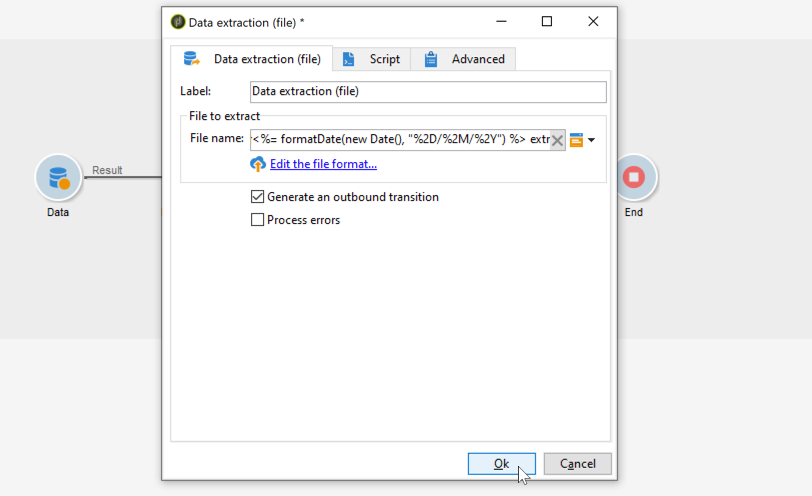 Data extraction (file) *
Data extraction (file) Script Advanced
Label: Data extraction (file)
File to extract
File name: <%= formatDate(new Date(), "%2D/%2M/%2Y") %> extr
Edit the file format...
Generate an outbound transition
Process errors
Result
Data
End
Ok Cancel